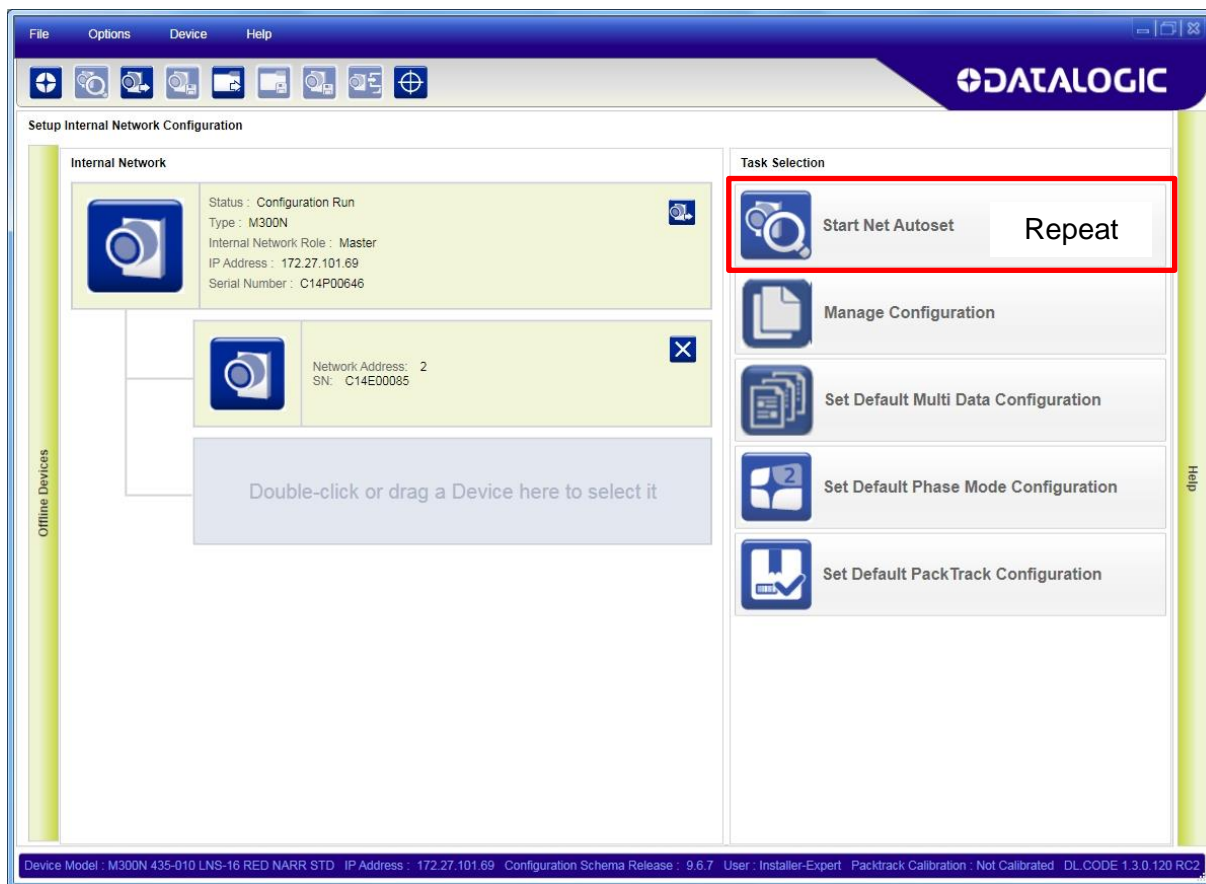 File Options Device Help
DATALOGIC
Setup Internal Network Configuration
Internal Network
Status : Configuration Run
Type : M300N
Internal Network Role : Master
IP Address : 172.27.101.69
Serial Number : C14P00646
Network Address: 2
SN: C14E00085
Double-click or drag a Device here to select it
Offline Devices
Task Selection
Start Net Autoset
Repeat
Manage Configuration
Set Default Multi Data Configuration
2
Set Default Phase Mode Configuration
Set Default PackTrack Configuration
Help
Device Model : M300N 435-010 LNS-16 RED NARR STD IP Address : 172.27.101.69 Configuration Schema Release : 9.6.7 User : Installer-Expert Packtrack Calibration : Not Calibrated DL.CODE 1.3.0.120 RC2